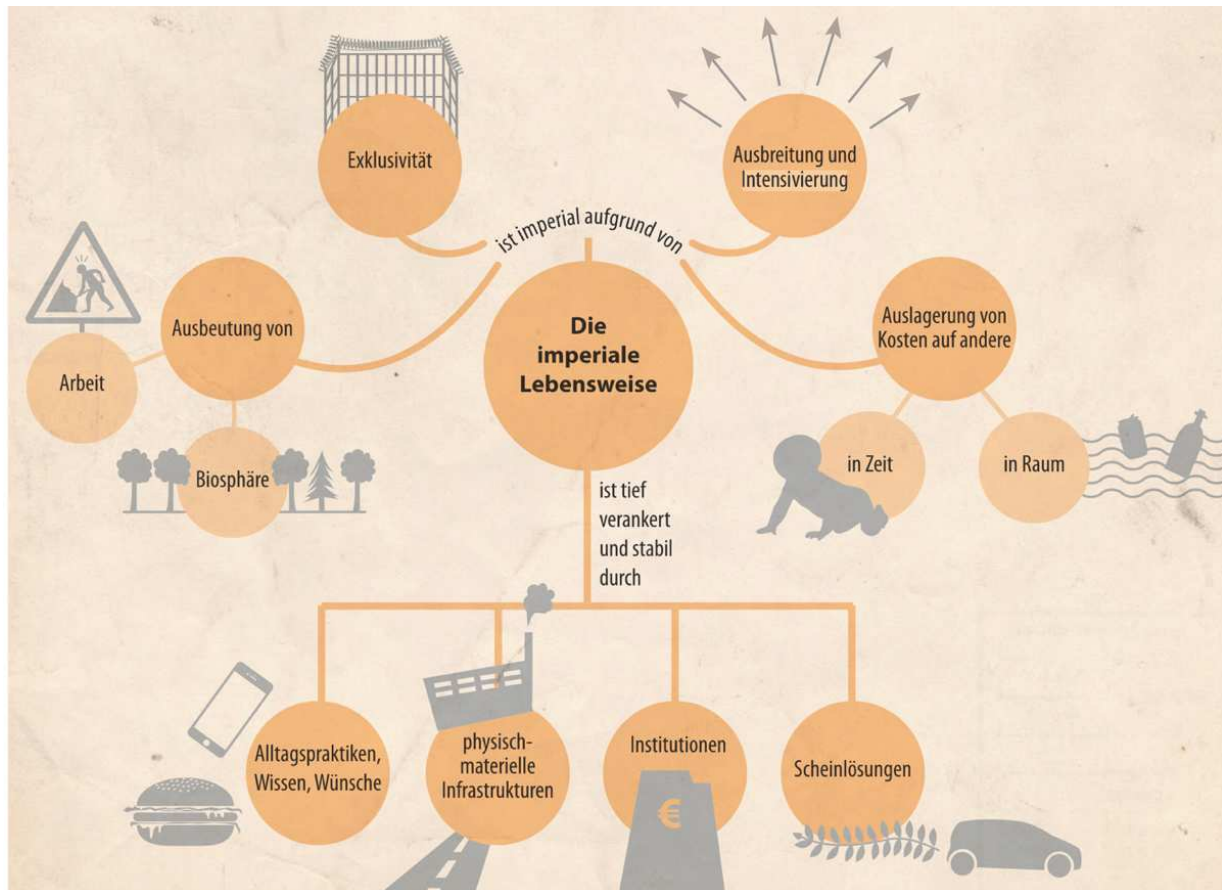 Exklusivität
Ausbreitung und
Intensivierung
ist imperial aufgrund von
Ausbeutung von
Arbeit
Biosphäre
Die
imperiale
Lebensweise
Auslagerung von
Kosten auf andere
in Zeit
in Raum
ist tief
verankert
und stabil
durch
Alltagspraktiken,
Wissen, Wünsche
physisch-
materielle
Infrastrukturen
Institutionen
€
Scheinlösungen